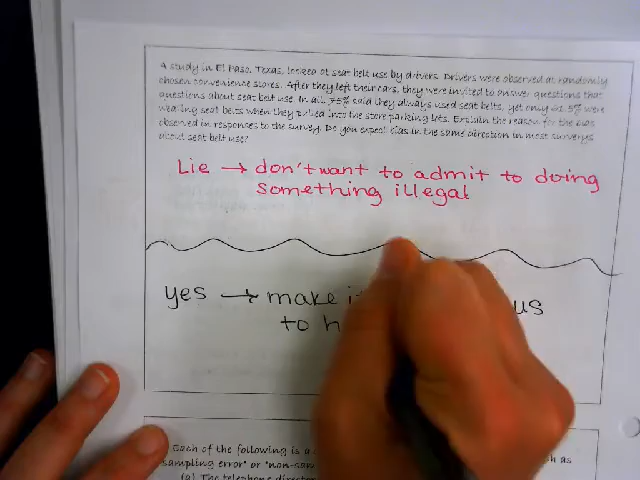 A study in El Paso, Texas, looked at seat belt use by drivers. Drivers were observed at randomly
chosen convenience stores. After they left their cars, they were invited to answer questions that
questions about seat belt use. In all, 75% said they always used seat belts, yet only 61.5% were
wearing seat belts when they pulled into the store parking lots. Explain the reason for the bias
observed in responses to the survey. Do you expect bias in the same direction in most surveys
about seat belt use?
Lie → don't want to admit to doing
something illegal
yes → make us
to
Each of the following is a as
sampling error" or "non-sam
(a) The telephone direc